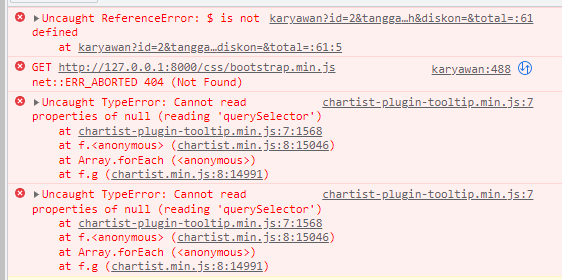 Uncaught ReferenceError: $ is not karyawan?id=2&tangga…h&diskon=&total=:61
defined
at karyawan?id=2&tangga…diskon=&total=:61:5
GET http://127.0.0.1:8000/css/bootstrap.min.js karyawan:488
net::ERR_ABORTED 404 (Not Found)
Uncaught TypeError: Cannot read chartist-plugin-tooltip.min.js:7
properties of null (reading 'querySelector')
at chartist-plugin-tooltip.min.js:7:1568
at f.<anonymous> (chartist.min.js:8:15046)
at Array.forEach (<anonymous>)
at f.g (chartist.min.js:8:14991)
Uncaught TypeError: Cannot read chartist-plugin-tooltip.min.js:7
properties of null (reading 'querySelector')
at chartist-plugin-tooltip.min.js:7:1568
at f.<anonymous> (chartist.min.js:8:15046)
at Array.forEach (<anonymous>)
at f.g (chartist.min.js:8:14991)